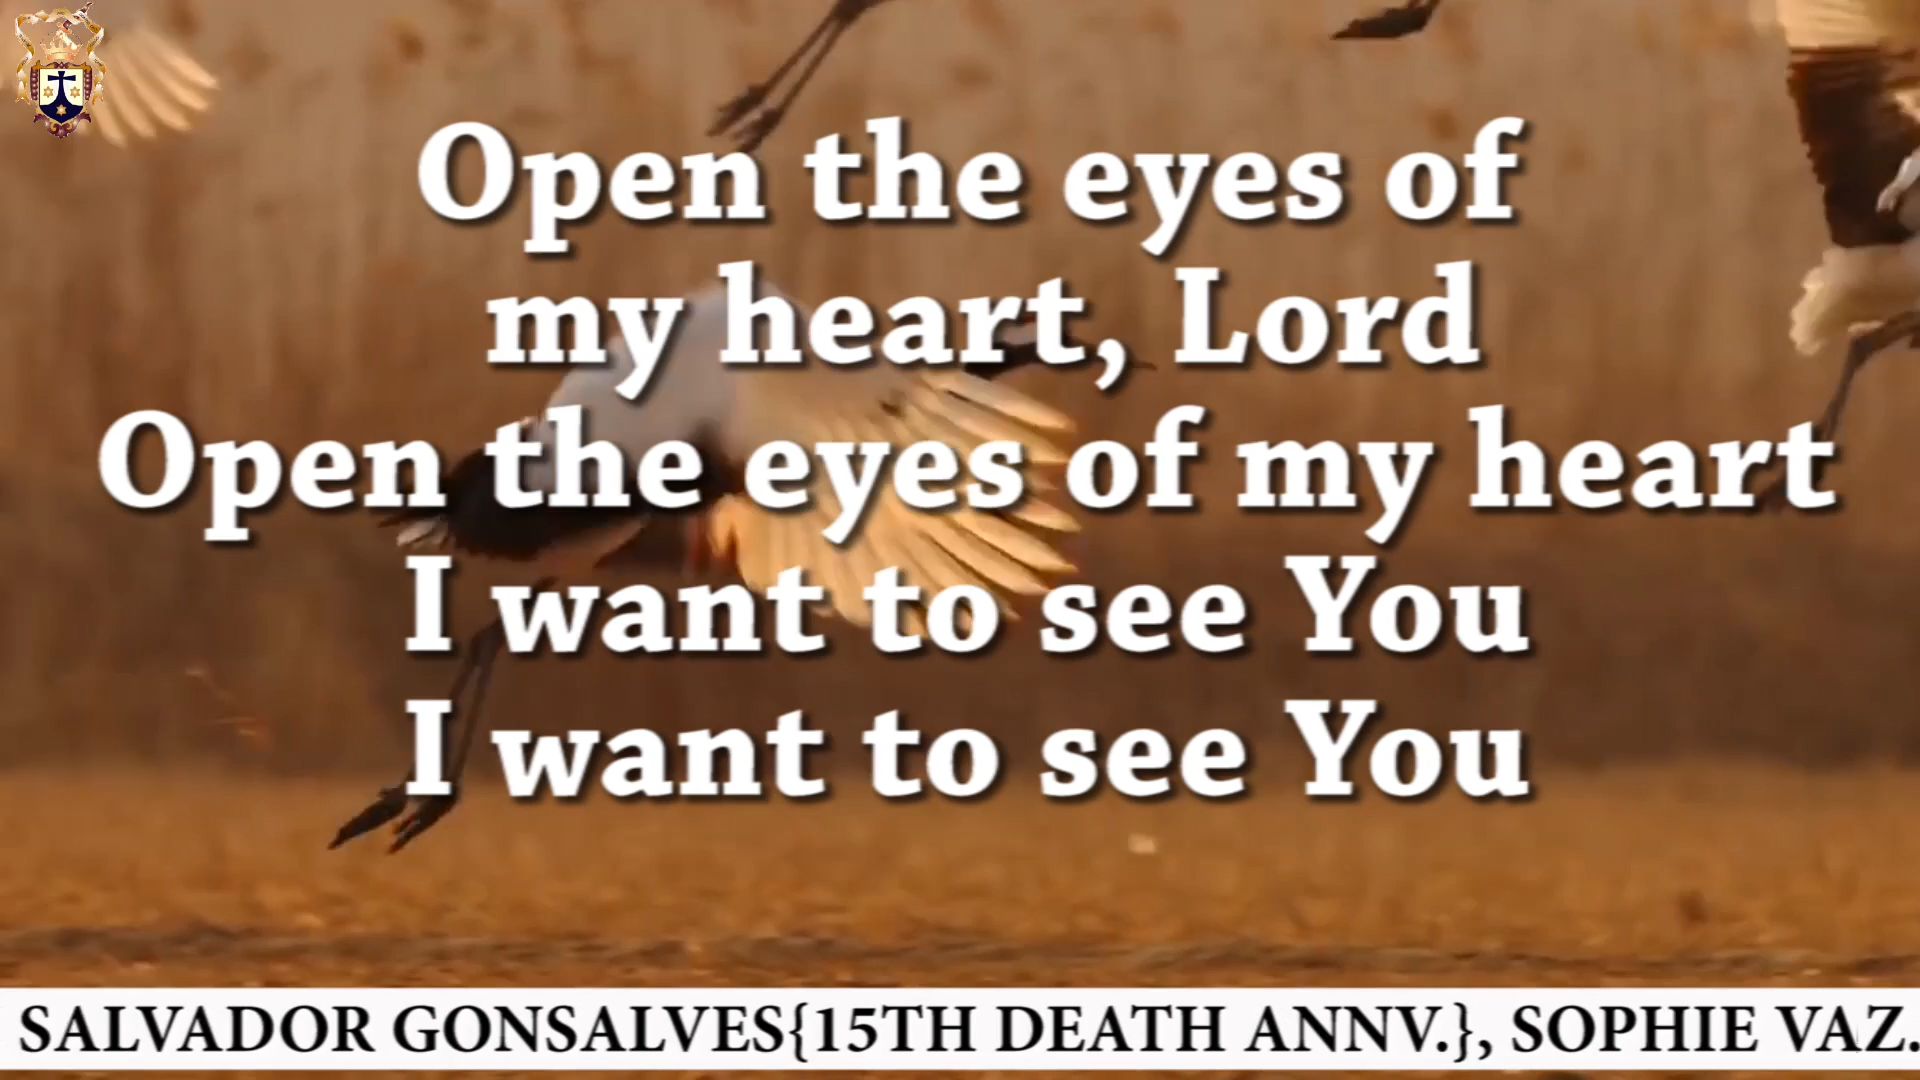 Open the eyes of
my heart, Lord
Open the eyes of my heart
I want to see You
I want to see You
SALVADOR GONSALVES{15TH DEATH ANNV.}, SOPHIE VAZ.